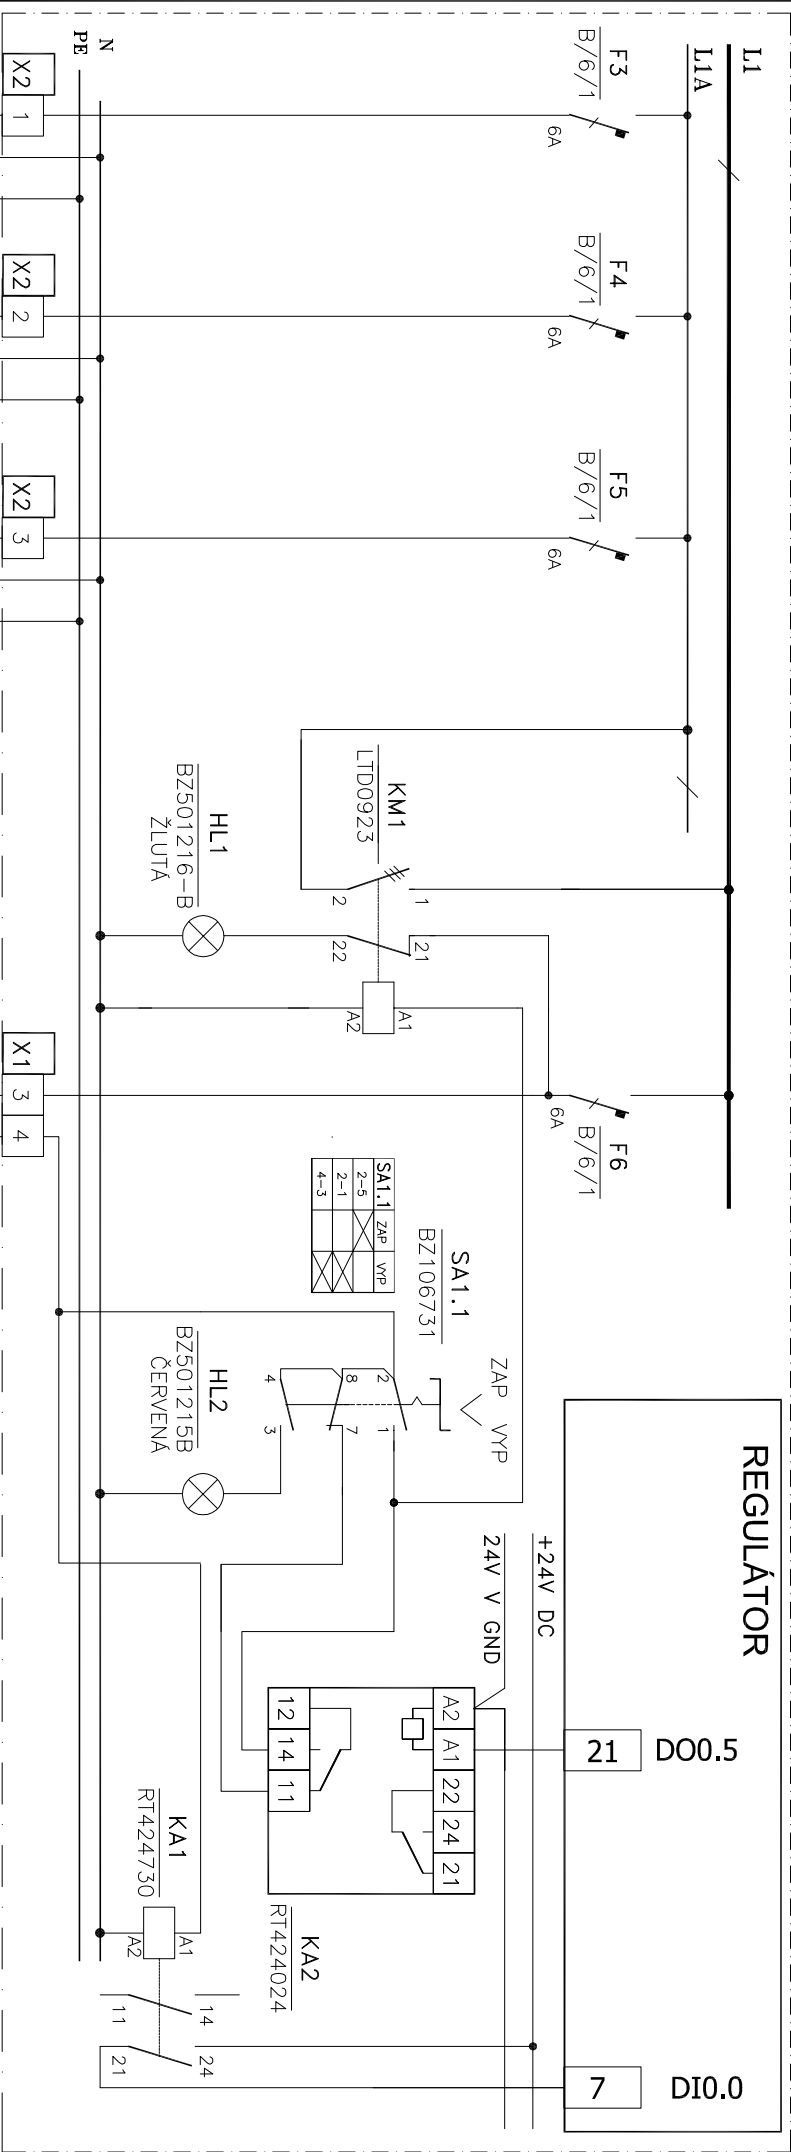 L1
L1A
F3
B/6/1
6A
F4
B/6/1
6A
F5
B/6/1
6A
KM1
LTD0923
1
2
21
22
A1
A2
HL1
BZ501216-B
ŽLUTÁ
F6
B/6/1
6A
SA1.1
BZ106731
ZAP VYP
SA1.1 ZAP VYP
2-5
2-1
4-3
2 1
8 7
4 3
HL2
BZ501215B
ČERVENÁ
REGULÁTOR
+24V DC
24V V GND
21 DO0.5
7 DI0.0
A2 A1 22 24 21
12 14 11
KA2
RT424024
KA1
RT424730
A1
A2
14
11
24
21
N
PE
X2
1
X2
2
X2
3
X1
3 4